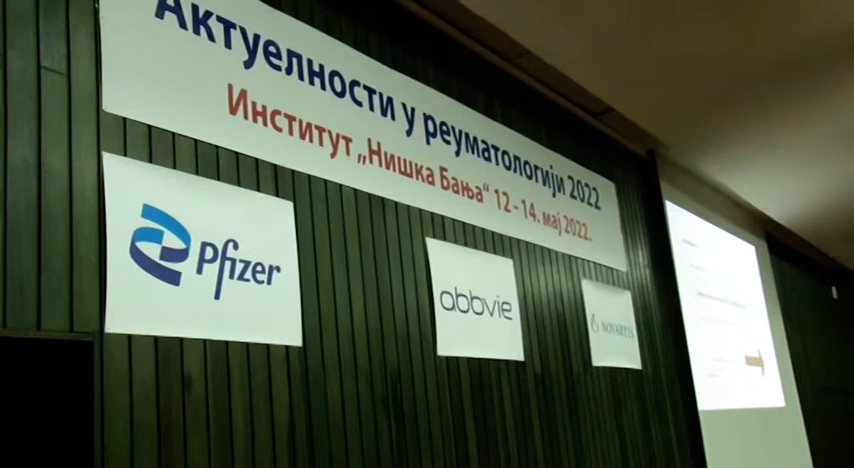 Актуелности у реуматологији 2022
Институт „Нишка Бања“ 12 - 14. мај 2022.
Pfizer
abbvie
NOVARTIS